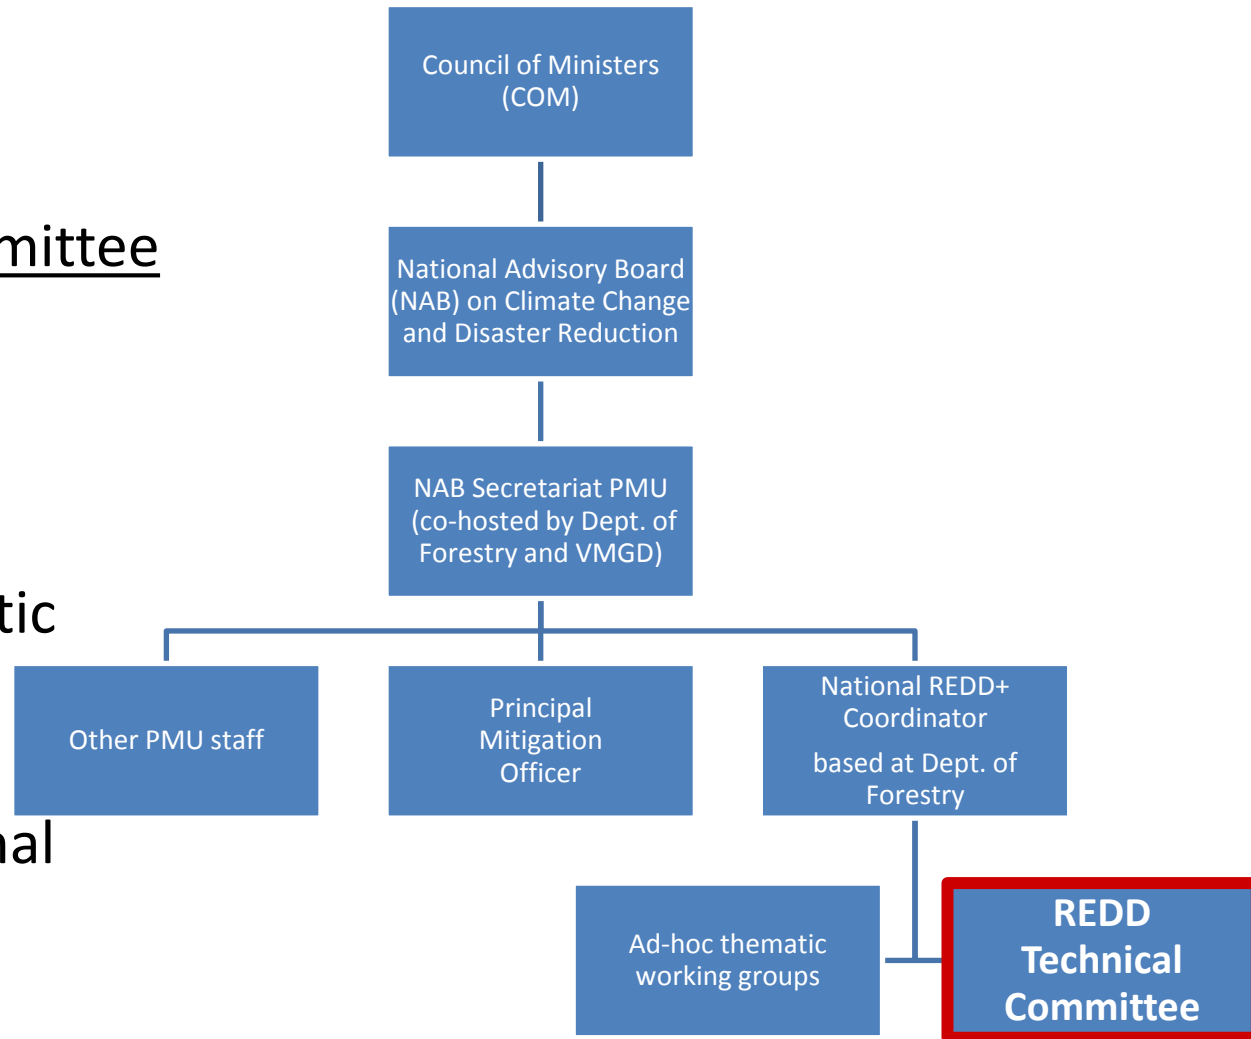 Council of Ministers
(COM)
mmittee
National Advisory Board
(NAB) on Climate Change
and Disaster Reduction
NAB Secretariat PMU
(co-hosted by Dept. of
Forestry and VMGD)
tic
Other PMU staff
Principal
Mitigation
Officer
National REDD+
Coordinator
based at Dept. of
Forestry
nal
Ad-hoc thematic
working groups
REDD
Technical
Committee